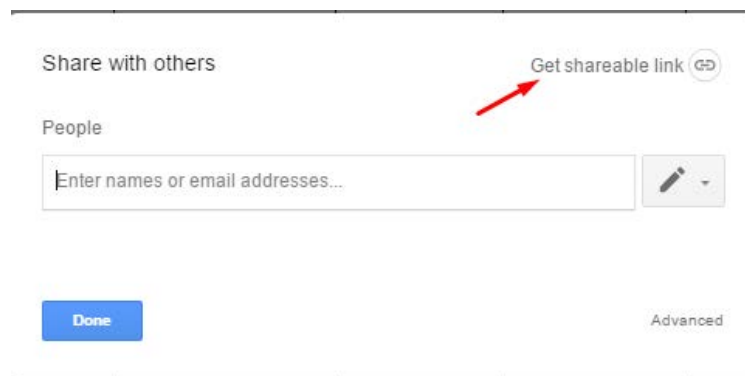 Share with others
Get shareable link
People
Enter names or email addresses...
Done
Advanced